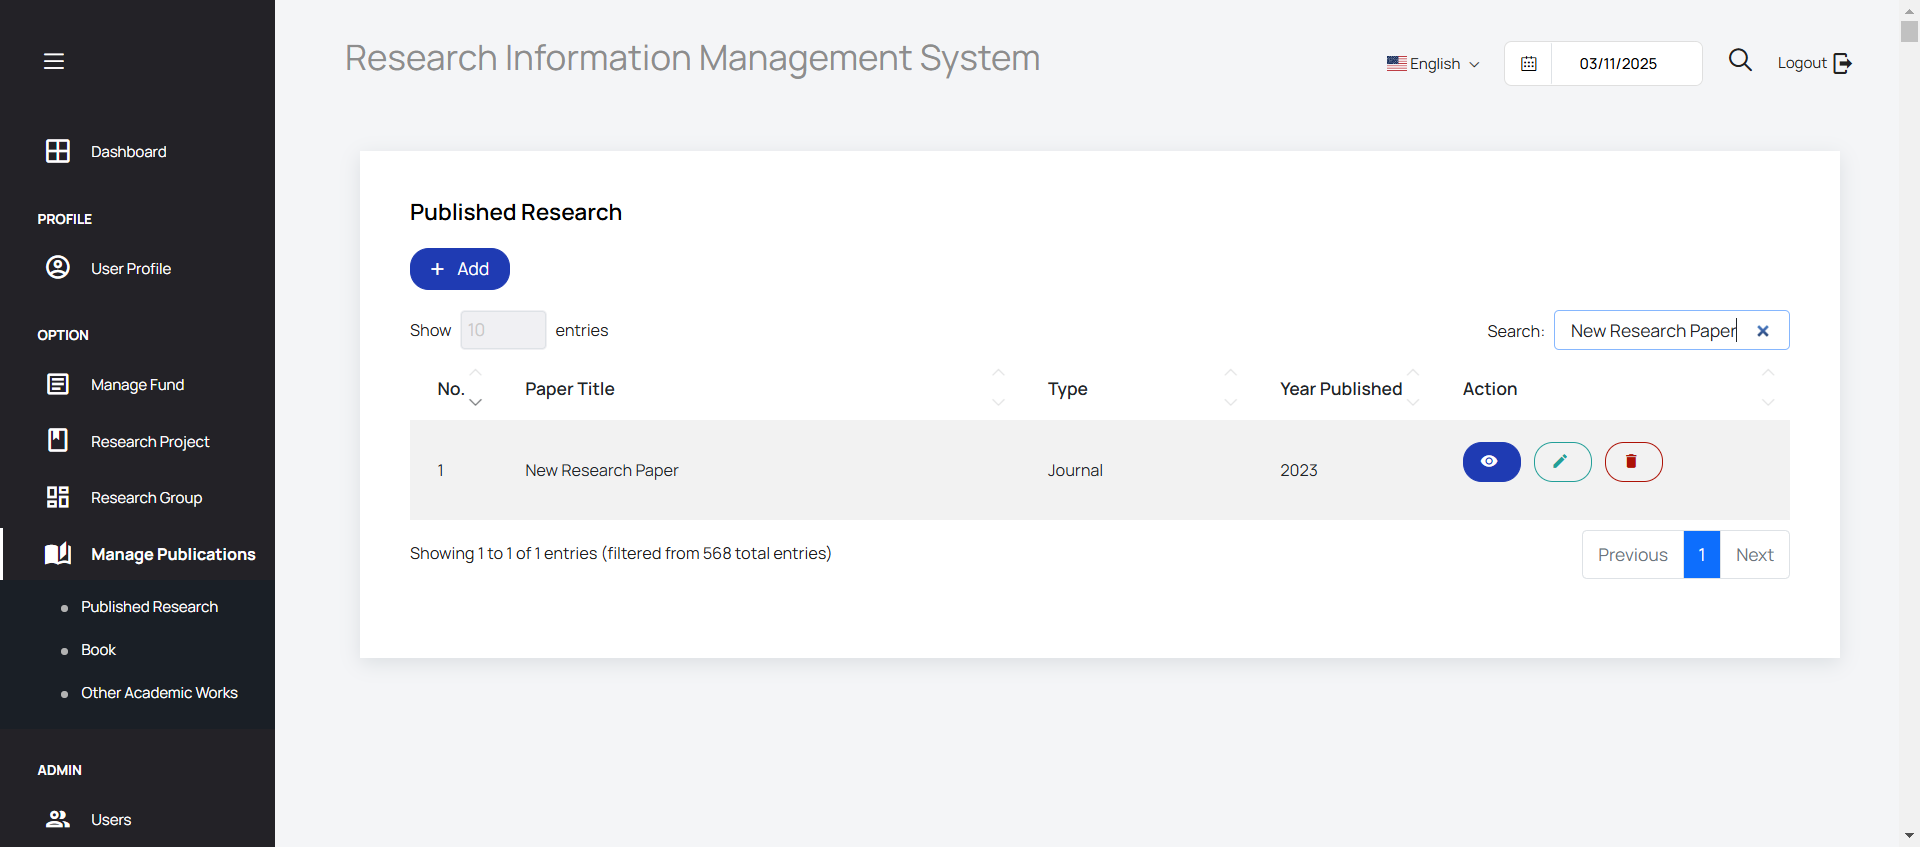 Research Information Management System
English
03/11/2025
Logout
Dashboard
PROFILE
User Profile
OPTION
Manage Fund
Research Project
Research Group
Manage Publications
Published Research
Book
Other Academic Works
ADMIN
Users
Published Research
+ Add
Show 10 entries
Search: New Research Paper
No. Paper Title Type Year Published Action
1 New Research Paper Journal 2023
Showing 1 to 1 of 1 entries (filtered from 568 total entries)
Previous 1 Next